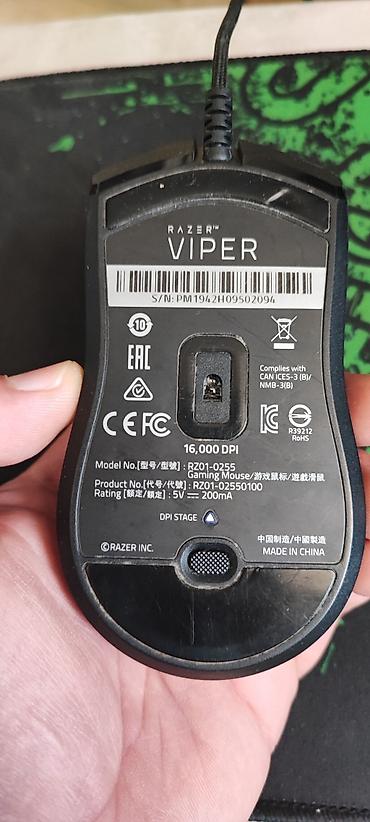 RAZER™
VIPER
S/N: PM1942H09502094
10
EAC
Complies with
CAN ICES-3 (B)/
NMB-3(B)
CE FC
R39212
RoHS
16,000 DPI
Model No.[型号/型號] : RZ01-0255
Gaming Mouse/游戏鼠标/遊戲滑鼠
Product No.[代号/代號] : RZ01-02550100
Rating [额定/額定] : 5V ⎓ 200mA
DPI STAGE
中国制造/中國製造
©RAZER INC.
MADE IN CHINA